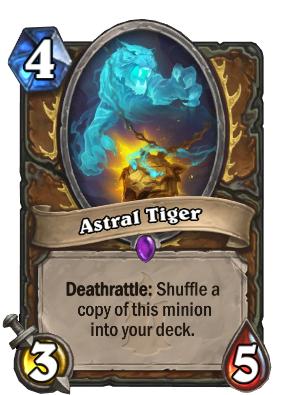 4
Astral Tiger
Deathrattle: Shuffle a
copy of this minion
into your deck.
3
5